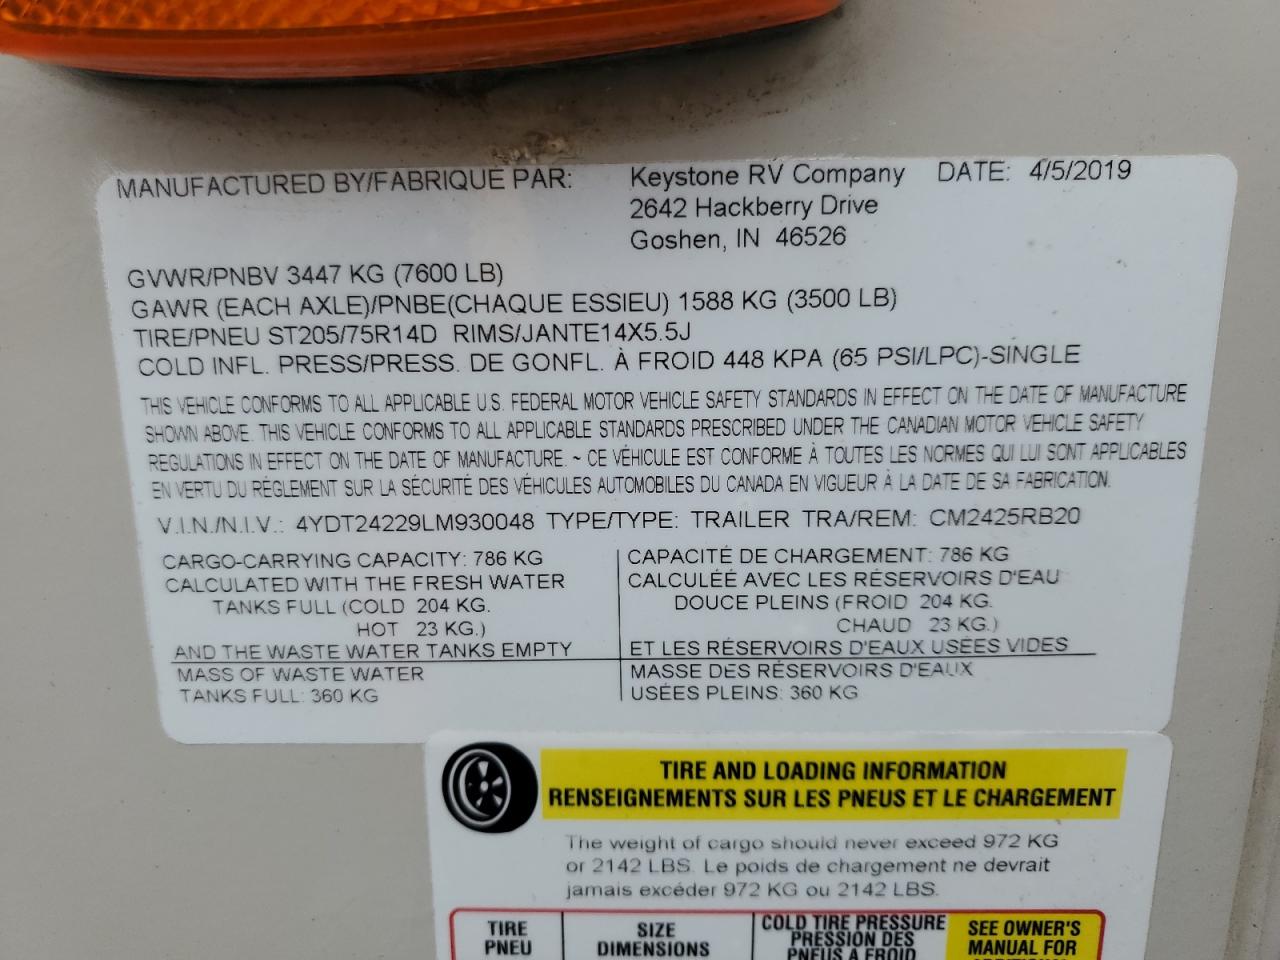 MANUFACTURED BY/FABRIQUE PAR: Keystone RV Company DATE: 4/5/2019
2642 Hackberry Drive
Goshen, IN 46526
GVWR/PNBV 3447 KG (7600 LB)
GAWR (EACH AXLE)/PNBE(CHAQUE ESSIEU) 1588 KG (3500 LB)
TIRE/PNEU ST205/75R14D RIMS/JANTE14X5.5J
COLD INFL. PRESS/PRESS. DE GONFL. À FROID 448 KPA (65 PSI/LPC)-SINGLE
THIS VEHICLE CONFORMS TO ALL APPLICABLE U.S. FEDERAL MOTOR VEHICLE SAFETY STANDARDS IN EFFECT ON THE DATE OF MANUFACTURE
SHOWN ABOVE. THIS VEHICLE CONFORMS TO ALL APPLICABLE STANDARDS PRESCRIBED UNDER THE CANADIAN MOTOR VEHICLE SAFETY
REGULATIONS IN EFFECT ON THE DATE OF MANUFACTURE. ~ CE VÉHICULE EST CONFORME À TOUTES LES NORMES QUI LUI SONT APPLICABLES
EN VERTU DU RÈGLEMENT SUR LA SÉCURITÉ DES VÉHICULES AUTOMOBILES DU CANADA EN VIGUEUR À LA DATE DE SA FABRICATION.
V.I.N./N.I.V.: 4YDT24229LM930048 TYPE/TYPE: TRAILER TRA/REM: CM2425RB20
CARGO-CARRYING CAPACITY: 786 KG
CALCULATED WITH THE FRESH WATER
TANKS FULL (COLD 204 KG.
HOT 23 KG.)
AND THE WASTE WATER TANKS EMPTY
MASS OF WASTE WATER
TANKS FULL: 360 KG
CAPACITÉ DE CHARGEMENT: 786 KG
CALCULÉE AVEC LES RÉSERVOIRS D'EAU
DOUCE PLEINS (FROID 204 KG.
CHAUD 23 KG.)
ET LES RÉSERVOIRS D'EAUX USÉES VIDES
MASSE DES RÉSERVOIRS D'EAUX
USÉES PLEINS: 360 KG
TIRE AND LOADING INFORMATION
RENSEIGNEMENTS SUR LES PNEUS ET LE CHARGEMENT
The weight of cargo should never exceed 972 KG
or 2142 LBS. Le poids de chargement ne devrait
jamais excéder 972 KG ou 2142 LBS.
TIRE
PNEU
SIZE
DIMENSIONS
COLD TIRE PRESSURE
PRESSION DES
PNEUS A FROID
SEE OWNER'S
MANUAL FOR